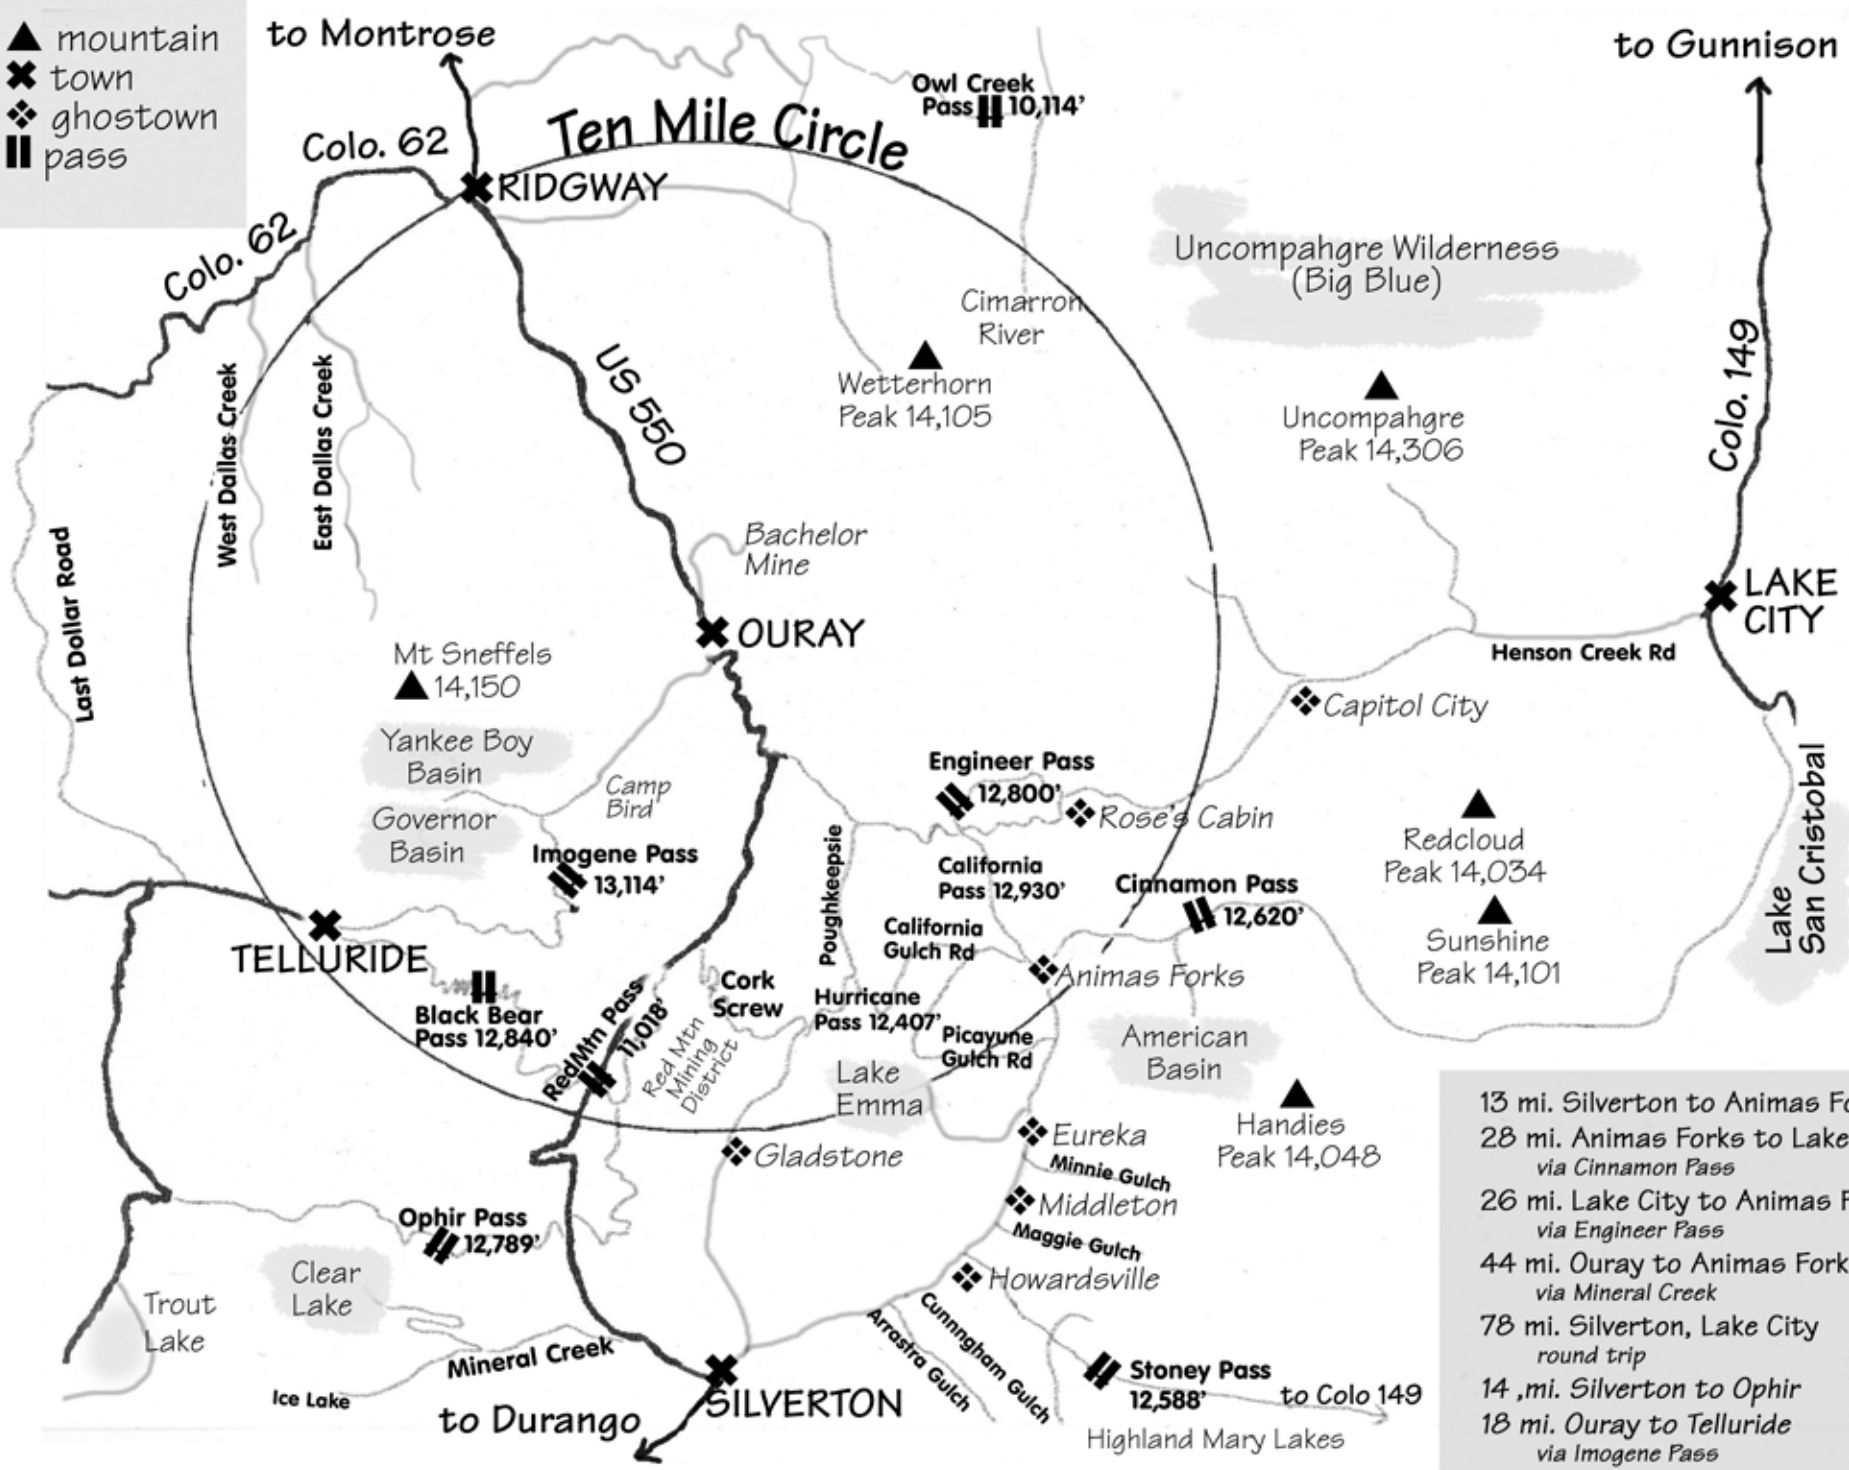 mountain
town
ghostown
pass
to Montrose
to Gunnison
Owl Creek
Pass 10,114'
Ten Mile Circle
Colo. 62
RIDGWAY
Colo. 62
Uncompahgre Wilderness
(Big Blue)
Cimarron
River
US 550
Colo. 149
West Dallas Creek
East Dallas Creek
Wetterhorn
Peak 14,105
Uncompahgre
Peak 14,306
Bachelor
Mine
Last Dollar Road
OURAY
LAKE
CITY
Henson Creek Rd
Mt Sneffels
14,150
Capitol City
Yankee Boy
Basin
Camp
Bird
Governor
Basin
Engineer Pass
12,800'
Rose's Cabin
Lake
San Cristobal
Redcloud
Peak 14,034
Imogene Pass
13,114'
Poughkeepsie
California
Pass 12,930'
Cinnamon Pass
12,620'
California
Gulch Rd
Sunshine
Peak 14,101
TELLURIDE
Animas Forks
Cork
Screw
Black Bear
Pass 12,840'
RedMtn Pass
11,018'
Red Mtn
Mining
District
Hurricane
Pass 12,407'
Picayune
Gulch Rd
American
Basin
Lake
Emma
Handies
Peak 14,048
Eureka
Gladstone
Minnie Gulch
Middleton
Maggie Gulch
Ophir Pass
12,789'
Howardsville
Clear
Lake
Trout
Lake
Arrastra Gulch
Cunnngham Gulch
Mineral Creek
Ice Lake
Stoney Pass
12,588'
to Colo 149
SILVERTON
to Durango
Highland Mary Lakes
13 mi. Silverton to Animas Fo
28 mi. Animas Forks to Lake
via Cinnamon Pass
26 mi. Lake City to Animas F
via Engineer Pass
44 mi. Ouray to Animas Fork
via Mineral Creek
78 mi. Silverton, Lake City
round trip
14 ,mi. Silverton to Ophir
18 mi. Ouray to Telluride
via Imogene Pass